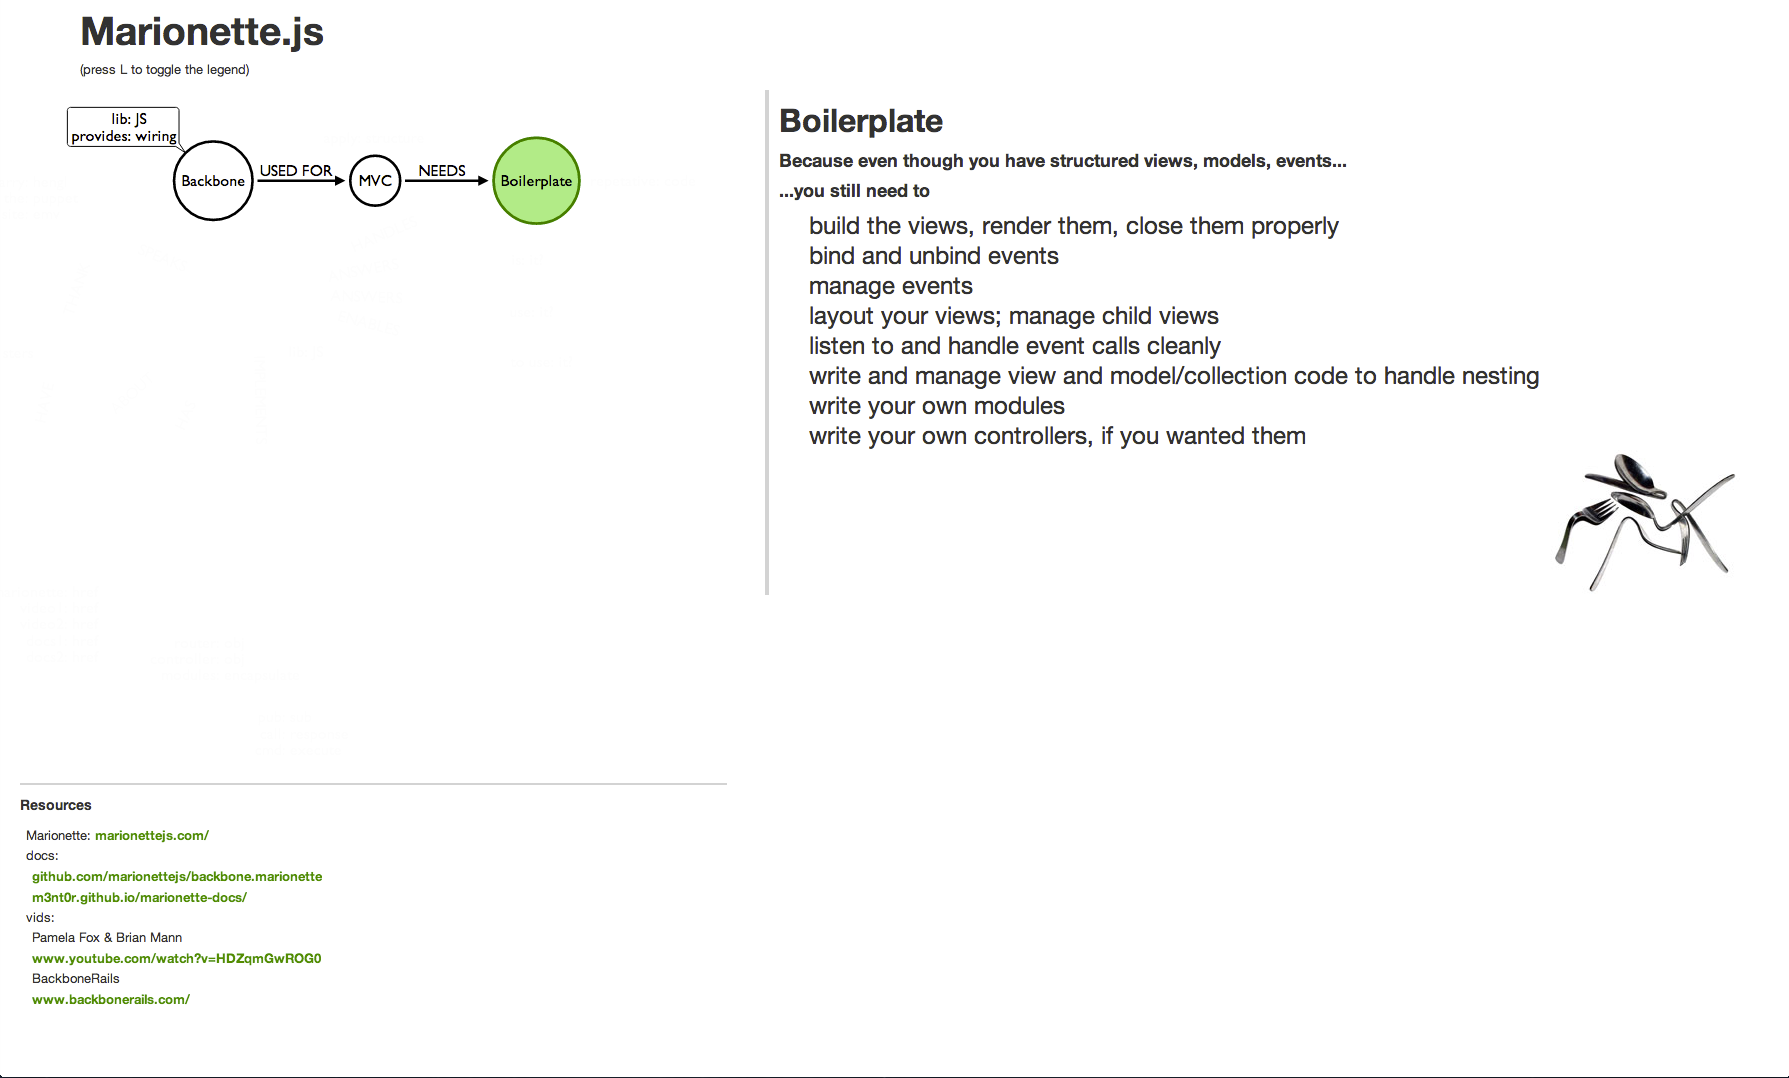 Marionette.js
(press L to toggle the legend)
lib: JS
provides: wiring
Backbone
USED FOR
MVC
NEEDS
Boilerplate
Boilerplate
Because even though you have structured views, models, events...
...you still need to
build the views, render them, close them properly
bind and unbind events
manage events
layout your views; manage child views
listen to and handle event calls cleanly
write and manage view and model/collection code to handle nesting
write your own modules
write your own controllers, if you wanted them
Resources
Marionette: marionettejs.com/
docs:
github.com/marionettejs/backbone.marionette
m3nt0r.github.io/marionette-docs/
vids:
Pamela Fox & Brian Mann
www.youtube.com/watch?v=HDZqmGwROG0
BackboneRails
www.backbonerails.com/